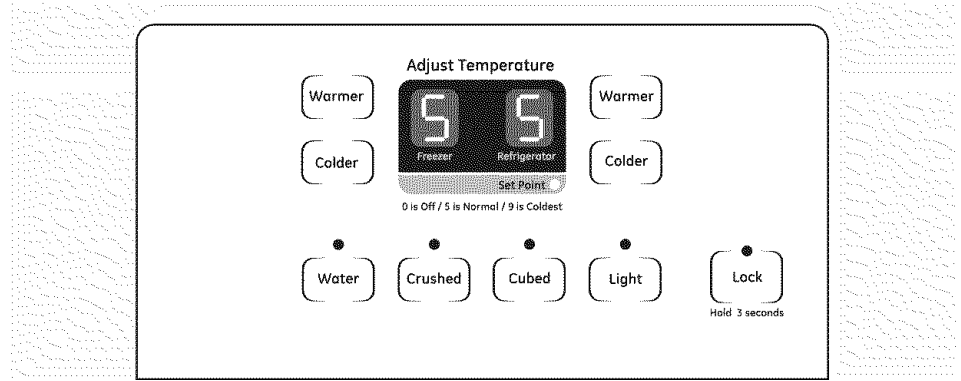 Adjust Temperature
Warmer
5 5
Warmer
Colder
Freezer Refrigerator
Colder
Set Point
0 is Off / 5 is Normal / 9 is Coldest
Water
Crushed
Cubed
Light
Lock
Hold 3 seconds